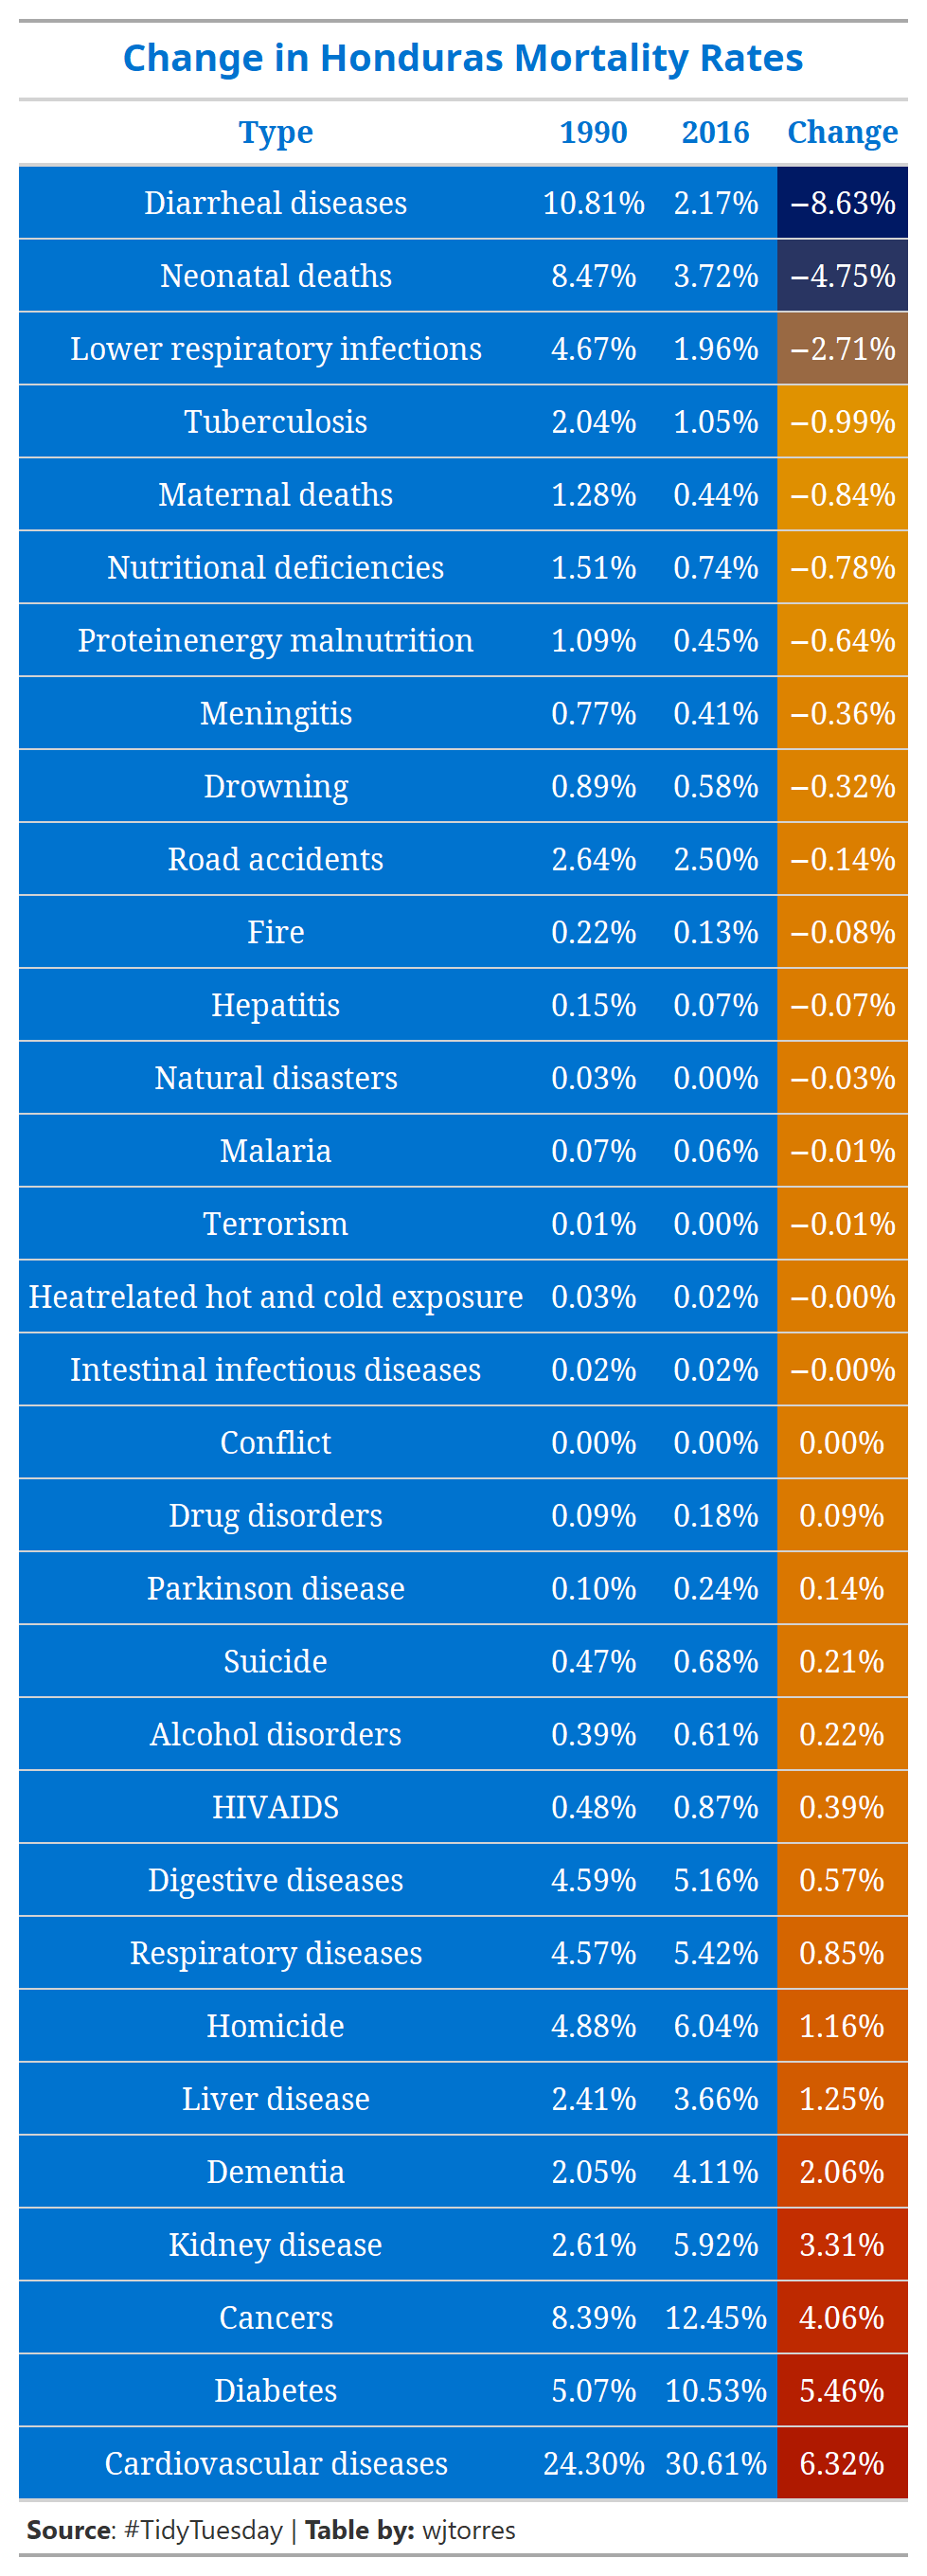 Change in Honduras Mortality Rates
Type 1990 2016 Change
Diarrheal diseases 10.81% 2.17% −8.63%
Neonatal deaths 8.47% 3.72% −4.75%
Lower respiratory infections 4.67% 1.96% −2.71%
Tuberculosis 2.04% 1.05% −0.99%
Maternal deaths 1.28% 0.44% −0.84%
Nutritional deficiencies 1.51% 0.74% −0.78%
Proteinenergy malnutrition 1.09% 0.45% −0.64%
Meningitis 0.77% 0.41% −0.36%
Drowning 0.89% 0.58% −0.32%
Road accidents 2.64% 2.50% −0.14%
Fire 0.22% 0.13% −0.08%
Hepatitis 0.15% 0.07% −0.07%
Natural disasters 0.03% 0.00% −0.03%
Malaria 0.07% 0.06% −0.01%
Terrorism 0.01% 0.00% −0.01%
Heatrelated hot and cold exposure 0.03% 0.02% −0.00%
Intestinal infectious diseases 0.02% 0.02% −0.00%
Conflict 0.00% 0.00% 0.00%
Drug disorders 0.09% 0.18% 0.09%
Parkinson disease 0.10% 0.24% 0.14%
Suicide 0.47% 0.68% 0.21%
Alcohol disorders 0.39% 0.61% 0.22%
HIVAIDS 0.48% 0.87% 0.39%
Digestive diseases 4.59% 5.16% 0.57%
Respiratory diseases 4.57% 5.42% 0.85%
Homicide 4.88% 6.04% 1.16%
Liver disease 2.41% 3.66% 1.25%
Dementia 2.05% 4.11% 2.06%
Kidney disease 2.61% 5.92% 3.31%
Cancers 8.39% 12.45% 4.06%
Diabetes 5.07% 10.53% 5.46%
Cardiovascular diseases 24.30% 30.61% 6.32%
Source: #TidyTuesday | Table by: wjtorres